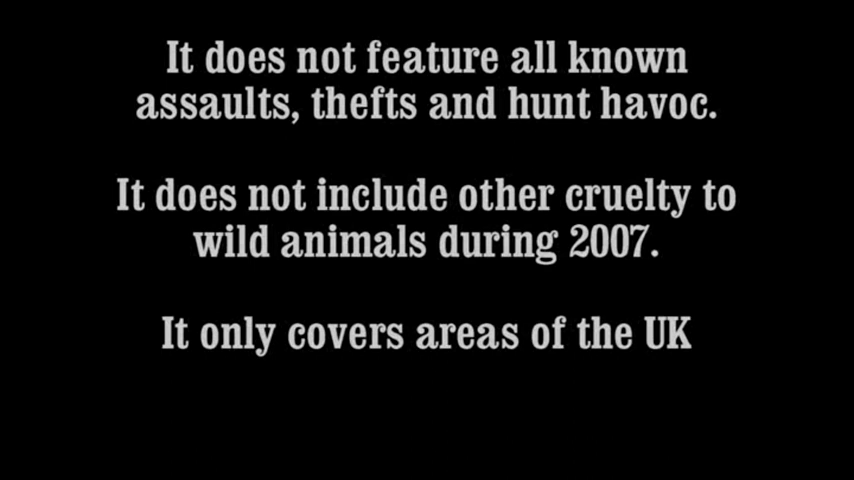 It does not feature all known
assaults, thefts and hunt havoc.
It does not include other cruelty to
wild animals during 2007.
It only covers areas of the UK